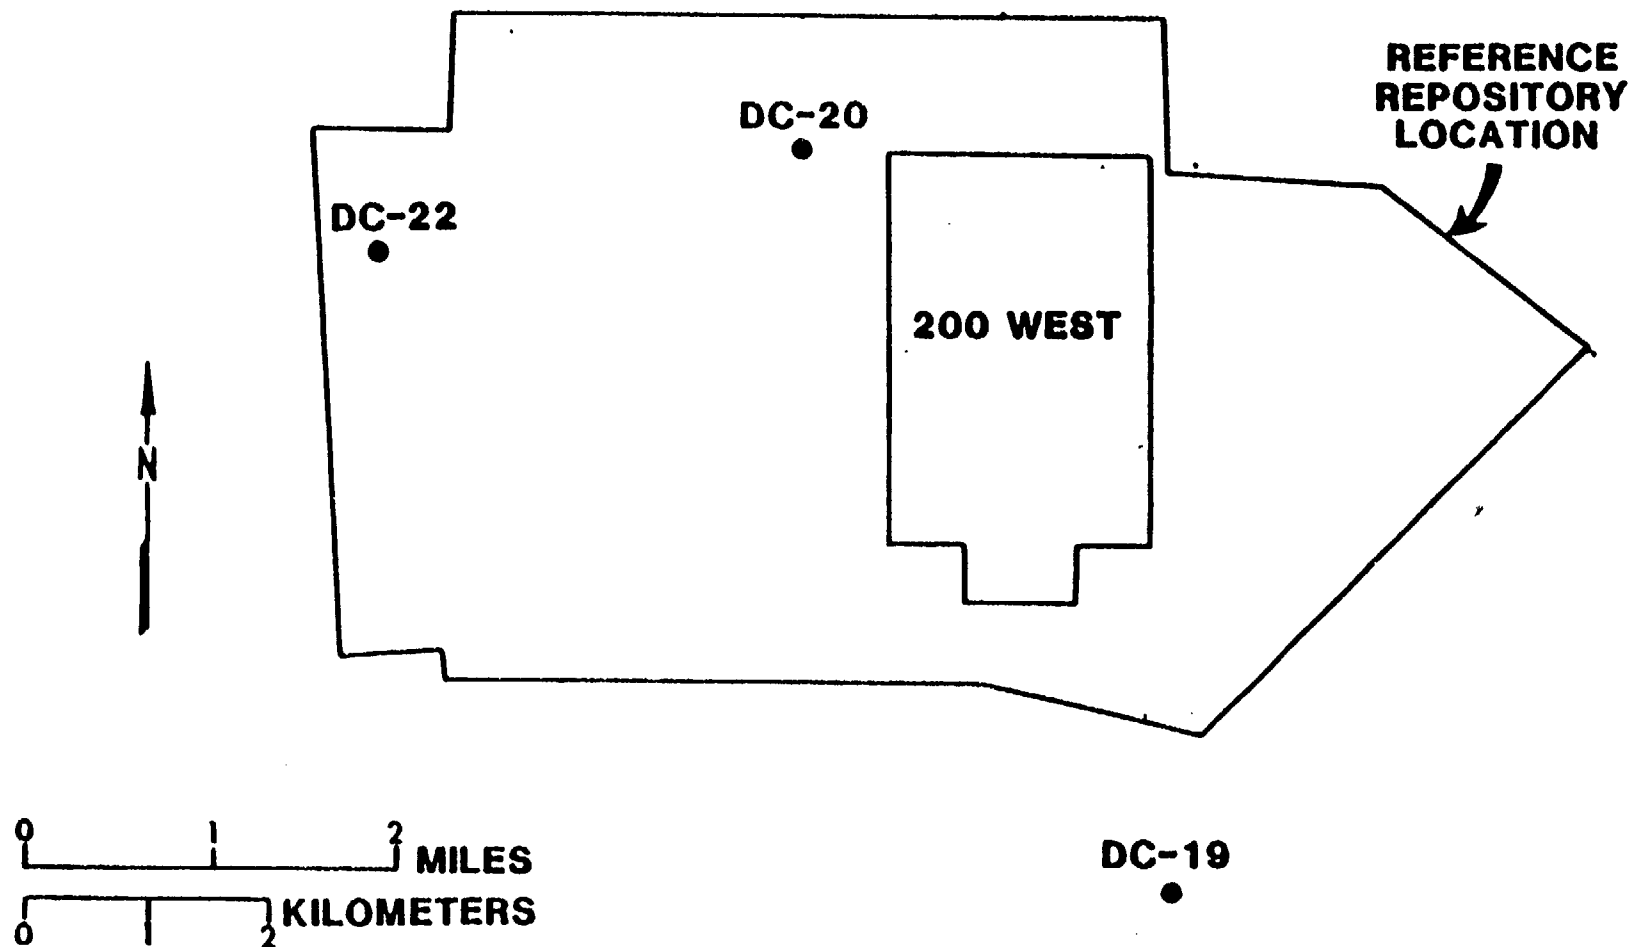 REFERENCE
REPOSITORY
LOCATION
DC-20
DC-22
200 WEST
N
0 1 2 MILES
0 1 2 KILOMETERS
DC-19